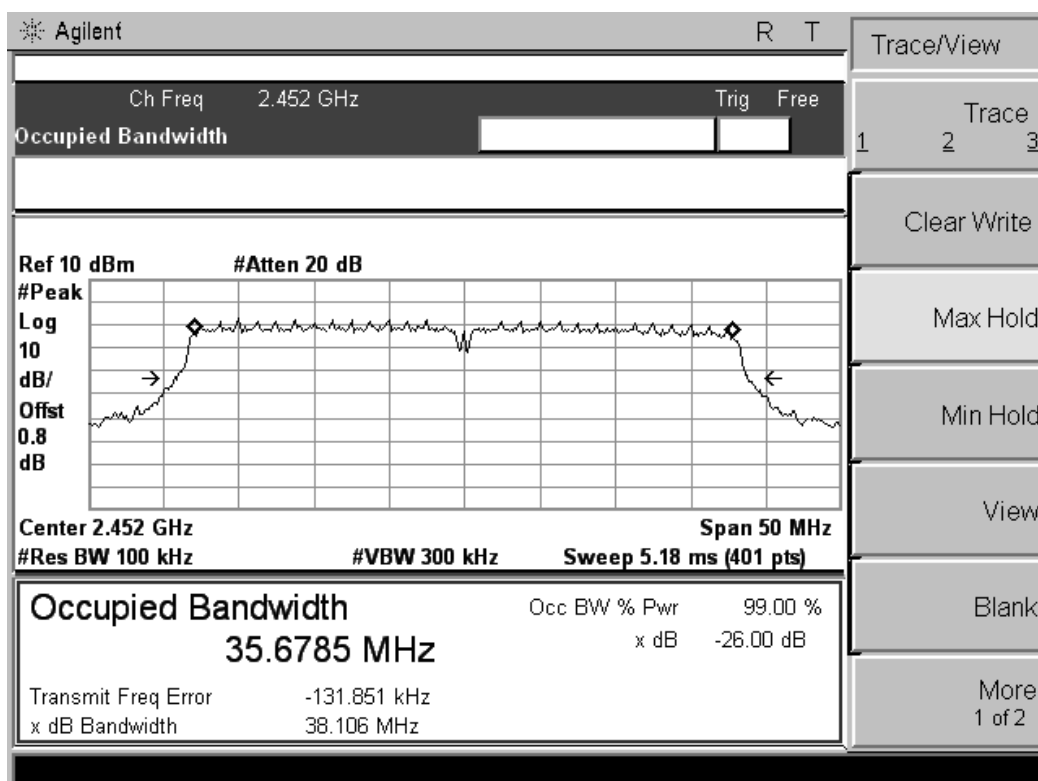 Agilent R T
Ch Freq 2.452 GHz Trig Free
Occupied Bandwidth
Ref 10 dBm #Atten 20 dB
#Peak
Log
10
dB/
Offst
0.8
dB
Center 2.452 GHz Span 50 MHz
#Res BW 100 kHz #VBW 300 kHz Sweep 5.18 ms (401 pts)
Occupied Bandwidth Occ BW % Pwr 99.00 %
35.6785 MHz x dB -26.00 dB
Transmit Freq Error -131.851 kHz
x dB Bandwidth 38.106 MHz
Trace/View
Trace
1 2 3
Clear Write
Max Hold
Min Hold
View
Blank
More
1 of 2